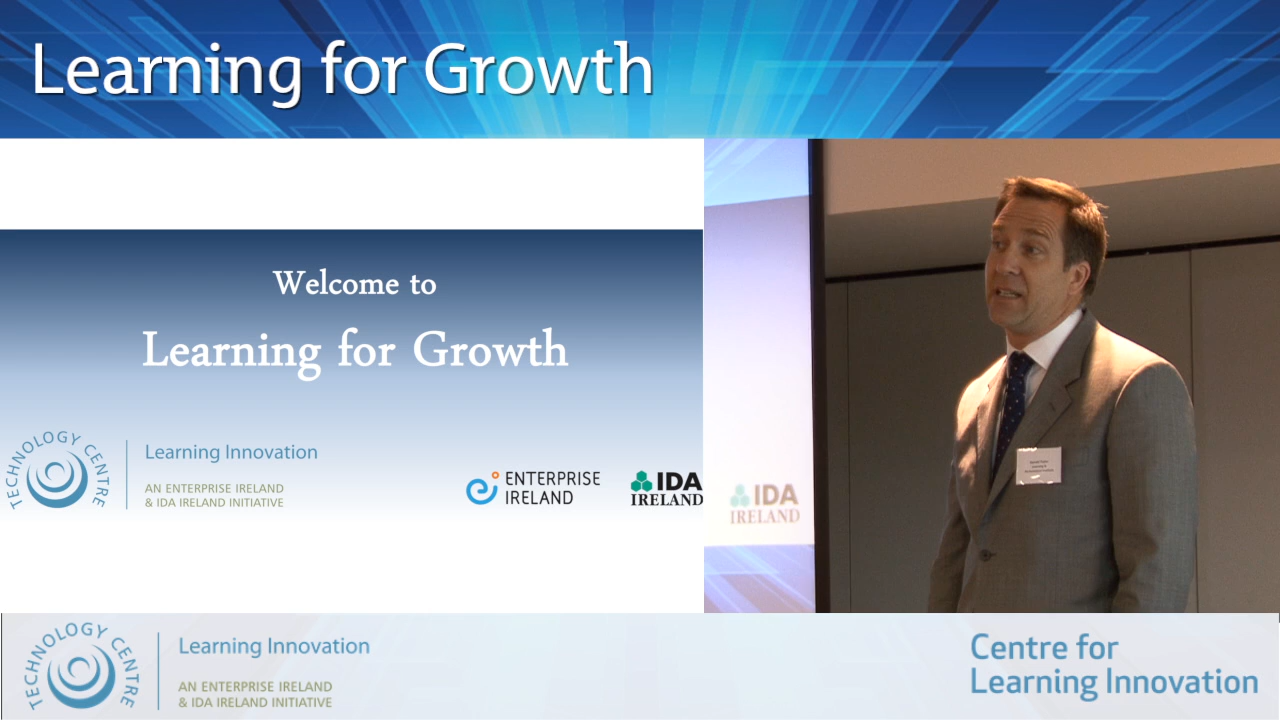 Learning for Growth
Welcome to
Learning for Growth
TECHNOLOGY CENTRE
Learning Innovation
AN ENTERPRISE IRELAND
& IDA IRELAND INITIATIVE
ENTERPRISE
IRELAND
IDA
IRELAND
IDA
IRELAND
TECHNOLOGY CENTRE
Learning Innovation
AN ENTERPRISE IRELAND
& IDA IRELAND INITIATIVE
Centre for
Learning Innovation